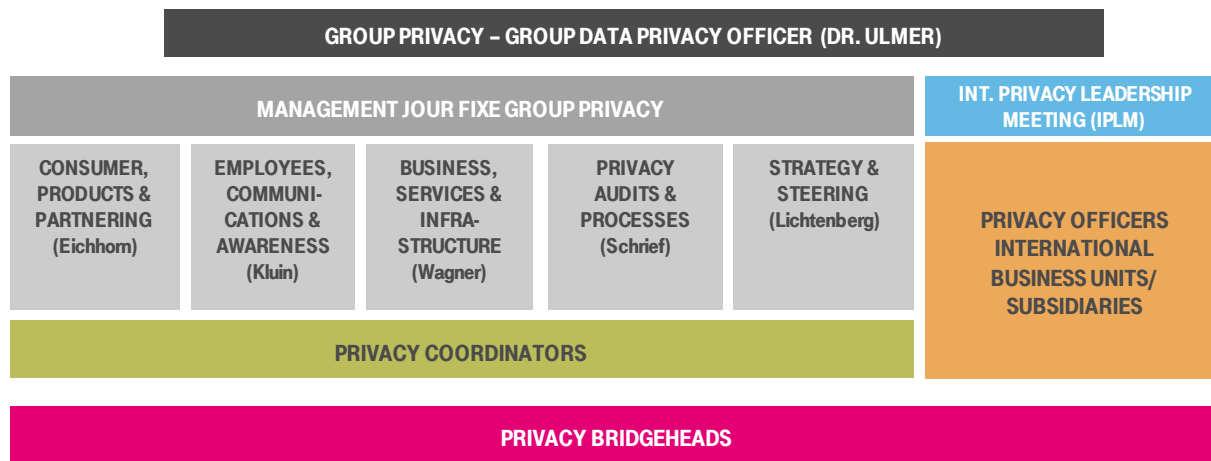 GROUP PRIVACY – GROUP DATA PRIVACY OFFICER (DR. ULMER)
MANAGEMENT JOUR FIXE GROUP PRIVACY
INT. PRIVACY LEADERSHIP
MEETING (IPLM)
CONSUMER,
PRODUCTS &
PARTNERING
(Eichhorn)
EMPLOYEES,
COMMUNI-
CATIONS &
AWARENESS
(Kluin)
BUSINESS,
SERVICES &
INFRA-
STRUCTURE
(Wagner)
PRIVACY
AUDITS &
PROCESSES
(Schrief)
STRATEGY &
STEERING
(Lichtenberg)
PRIVACY OFFICERS
INTERNATIONAL
BUSINESS UNITS/
SUBSIDIARIES
PRIVACY COORDINATORS
PRIVACY BRIDGEHEADS